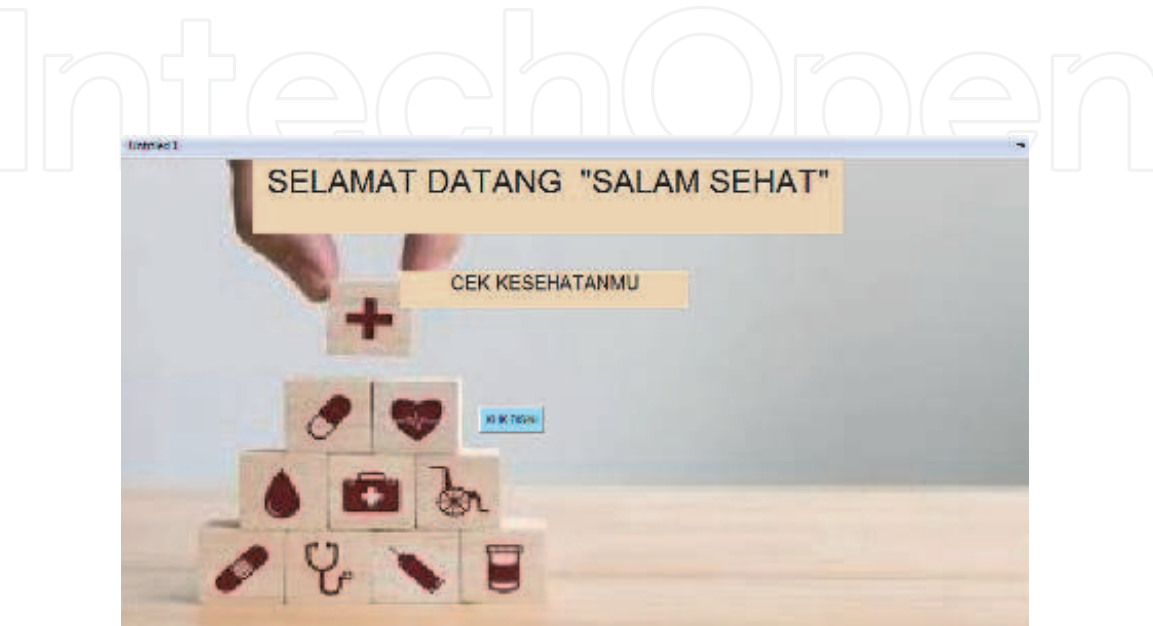 IntechOpen
Untitled 1
SELAMAT DATANG "SALAM SEHAT"
CEK KESEHATANMU